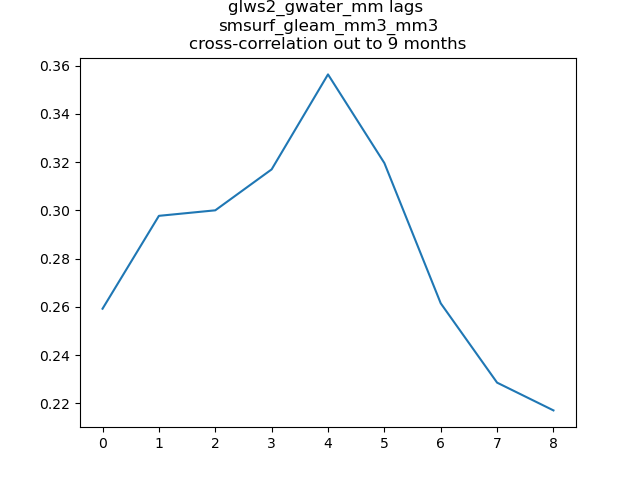 glws2_gwater_mm lags
smsurf_gleam_mm3_mm3
cross-correlation out to 9 months
0.36
0.34
0.32
0.30
0.28
0.26
0.24
0.22
0 1 2 3 4 5 6 7 8